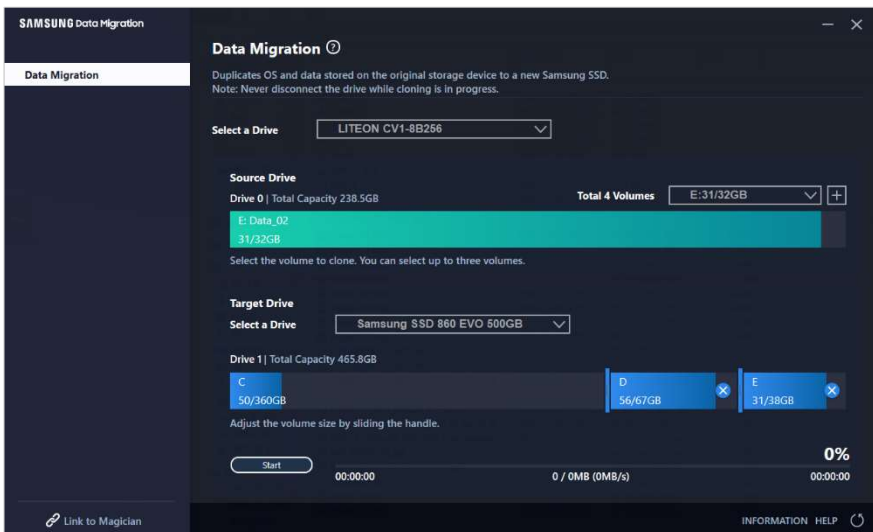 SAMSUNG Data Migration
Data Migration
Data Migration ?
Duplicates OS and data stored on the original storage device to a new Samsung SSD.
Note: Never disconnect the drive while cloning is in progress.
Select a Drive LITEON CV1-8B256
Source Drive
Drive 0 | Total Capacity 238.5GB Total 4 Volumes E:31/32GB +
E: Data_02
31/32GB
Select the volume to clone. You can select up to three volumes.
Target Drive
Select a Drive Samsung SSD 860 EVO 500GB
Drive 1 | Total Capacity 465.8GB
C D E
50/360GB 56/67GB 31/38GB
Adjust the volume size by sliding the handle.
0%
Start
00:00:00 0 / 0MB (0MB/s) 00:00:00
Link to Magician INFORMATION HELP